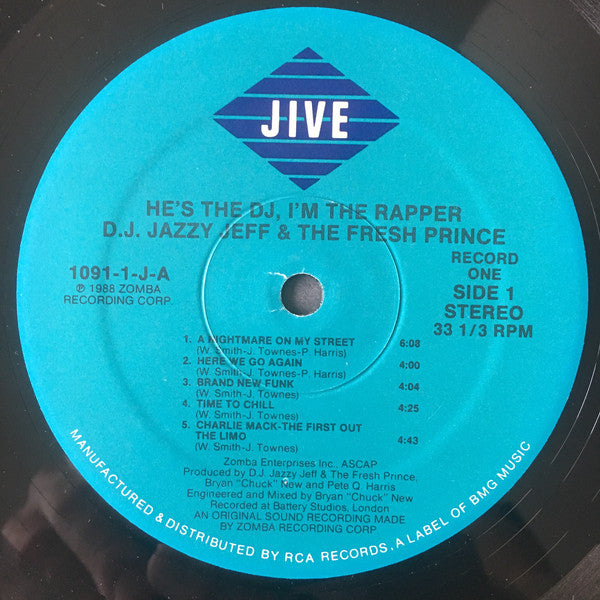 JIVE
HE'S THE DJ, I'M THE RAPPER
D.J. JAZZY JEFF & THE FRESH PRINCE
1091-1-J-A
℗ 1988 ZOMBA
RECORDING CORP.
RECORD
ONE
SIDE 1
STEREO
33 1/3 RPM
1. A NIGHTMARE ON MY STREET 6:08
(W. Smith-J. Townes-P. Harris)
2. HERE WE GO AGAIN 4:00
(W. Smith-J. Townes-P. Harris)
3. BRAND NEW FUNK 4:04
(W. Smith-J. Townes)
4. TIME TO CHILL 4:25
(W. Smith-J. Townes)
5. CHARLIE MACK-THE FIRST OUT
THE LIMO 4:43
(W. Smith-J. Townes)
Zomba Enterprises Inc., ASCAP
Produced by D.J. Jazzy Jeff & The Fresh Prince,
Bryan "Chuck" New and Pete Q. Harris
Engineered and Mixed by Bryan "Chuck" New
Recorded at Battery Studios, London
AN ORIGINAL SOUND RECORDING MADE
BY ZOMBA RECORDING CORP.
MANUFACTURED & DISTRIBUTED BY RCA RECORDS, A LABEL OF BMG MUSIC